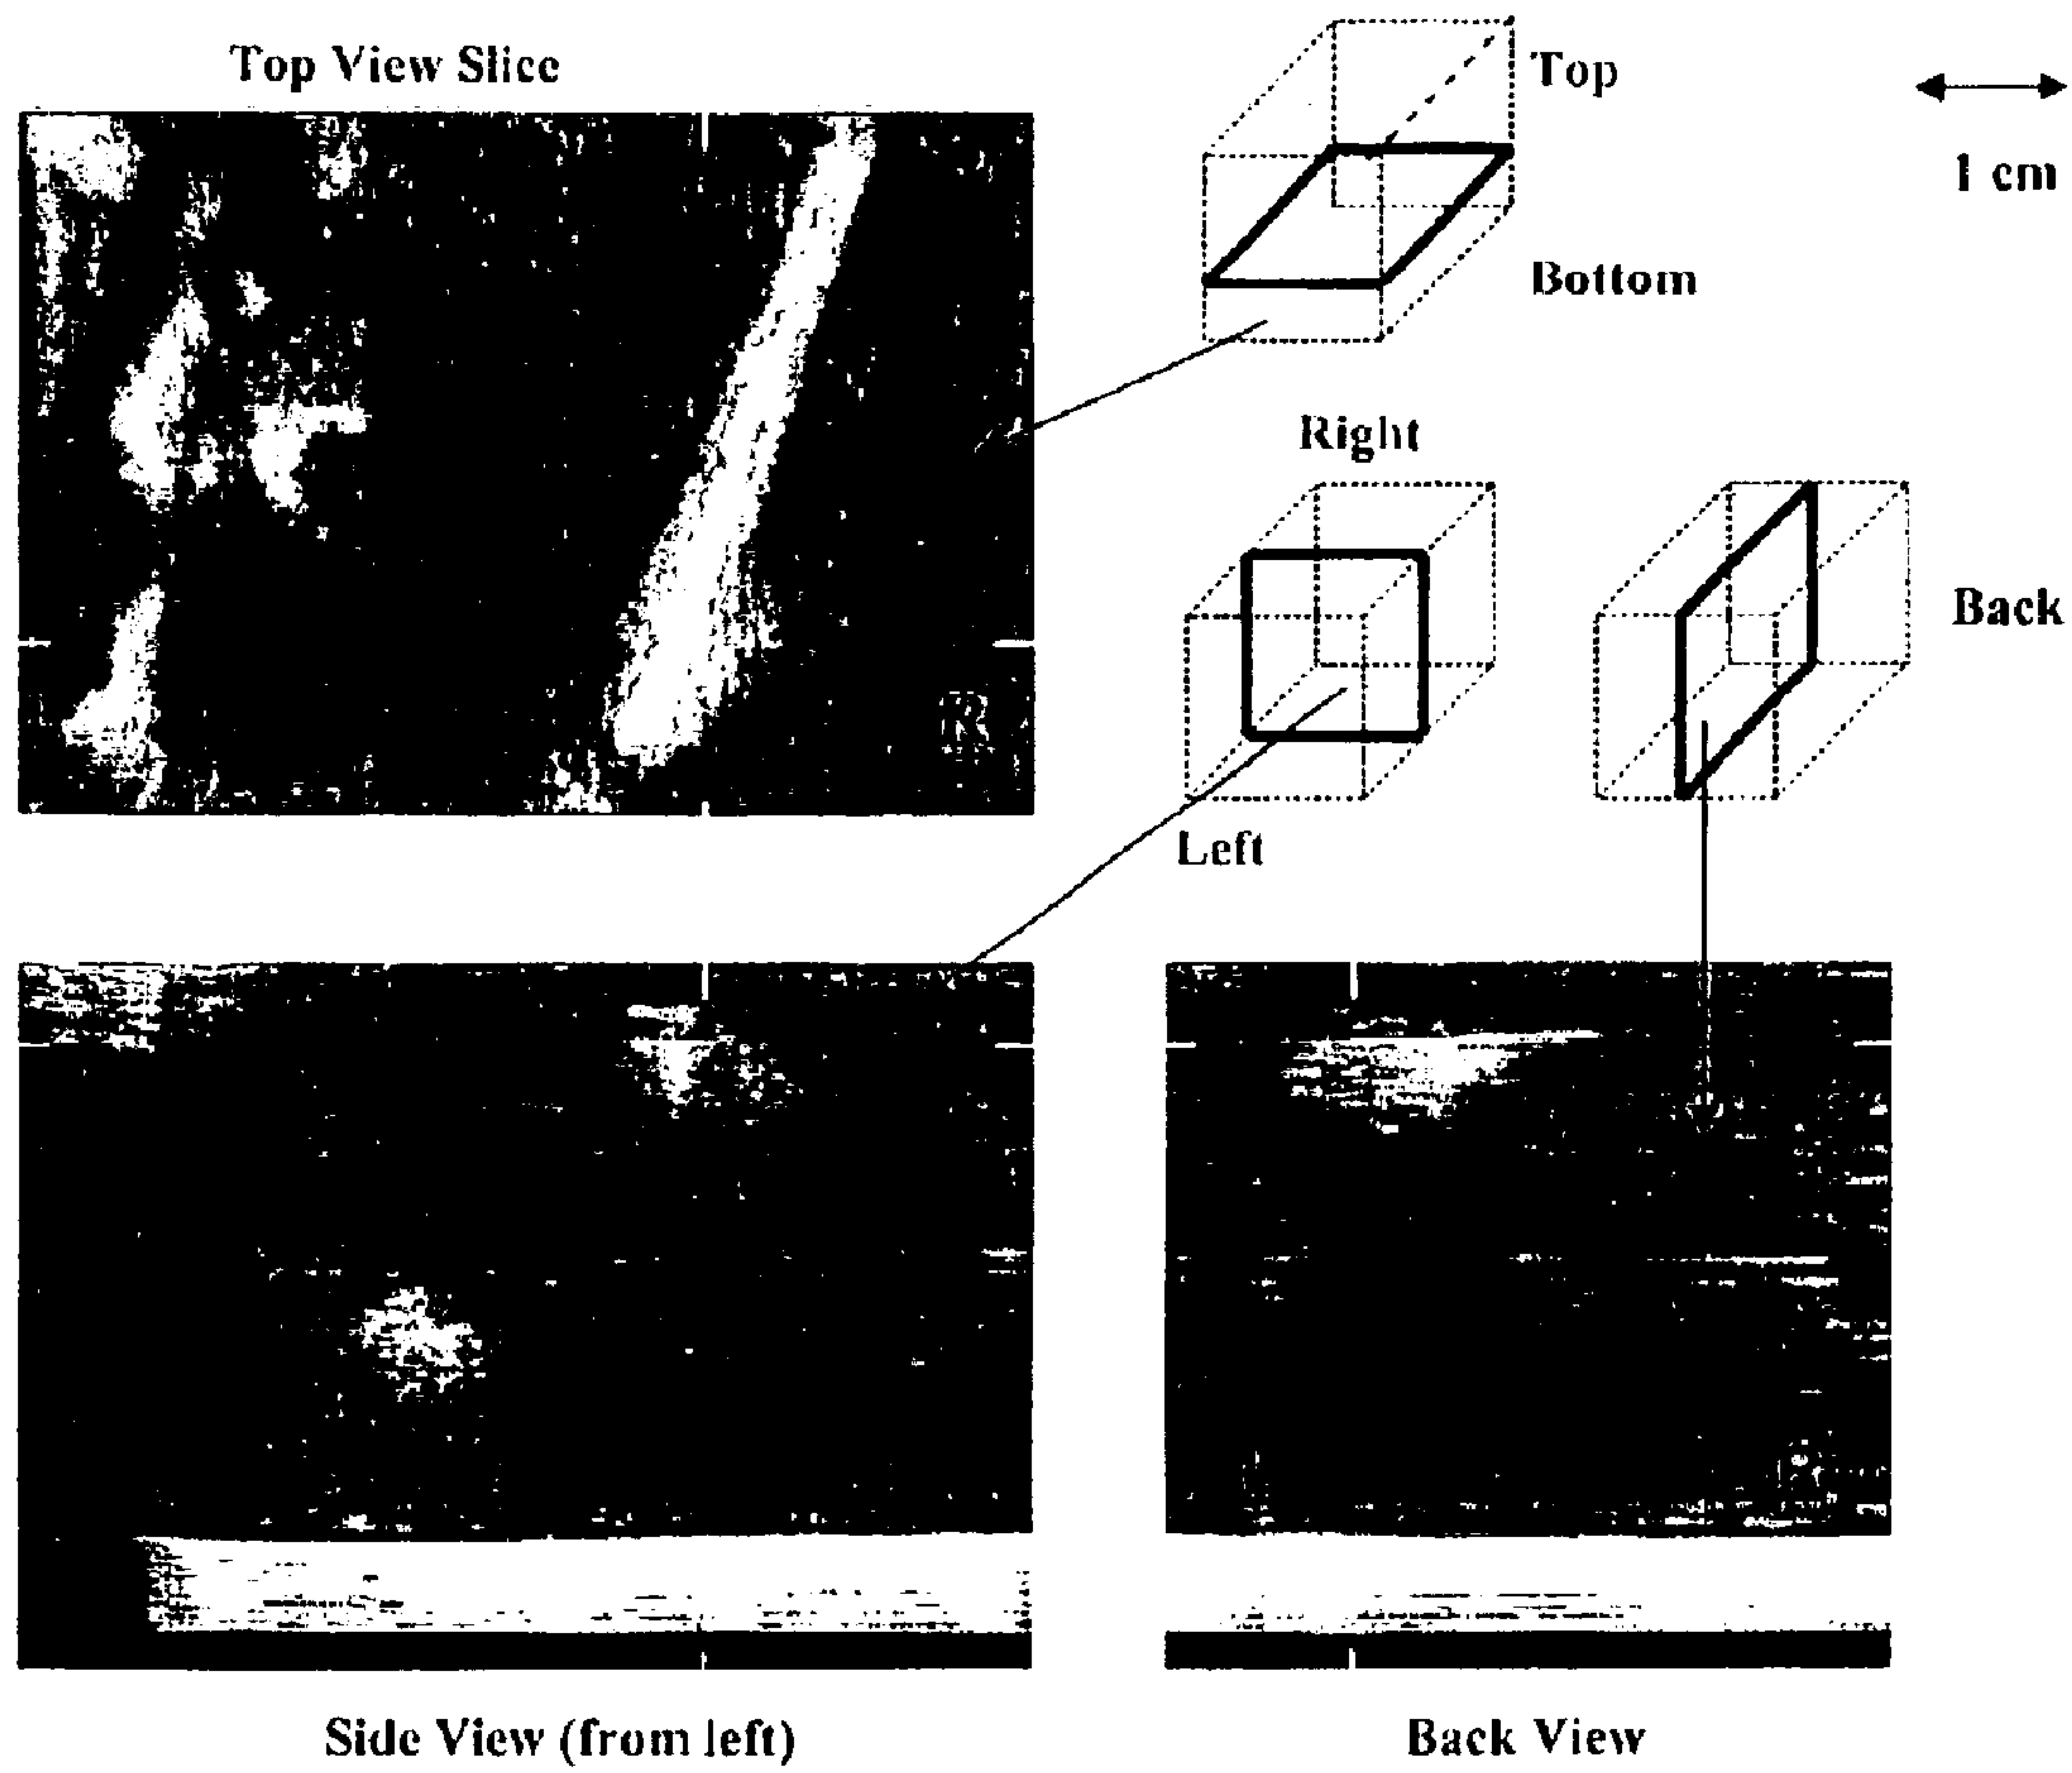 Top View Slice
Top
1 cm
Bottom
Right
Back
R
Left
Side View (from left)
Back View